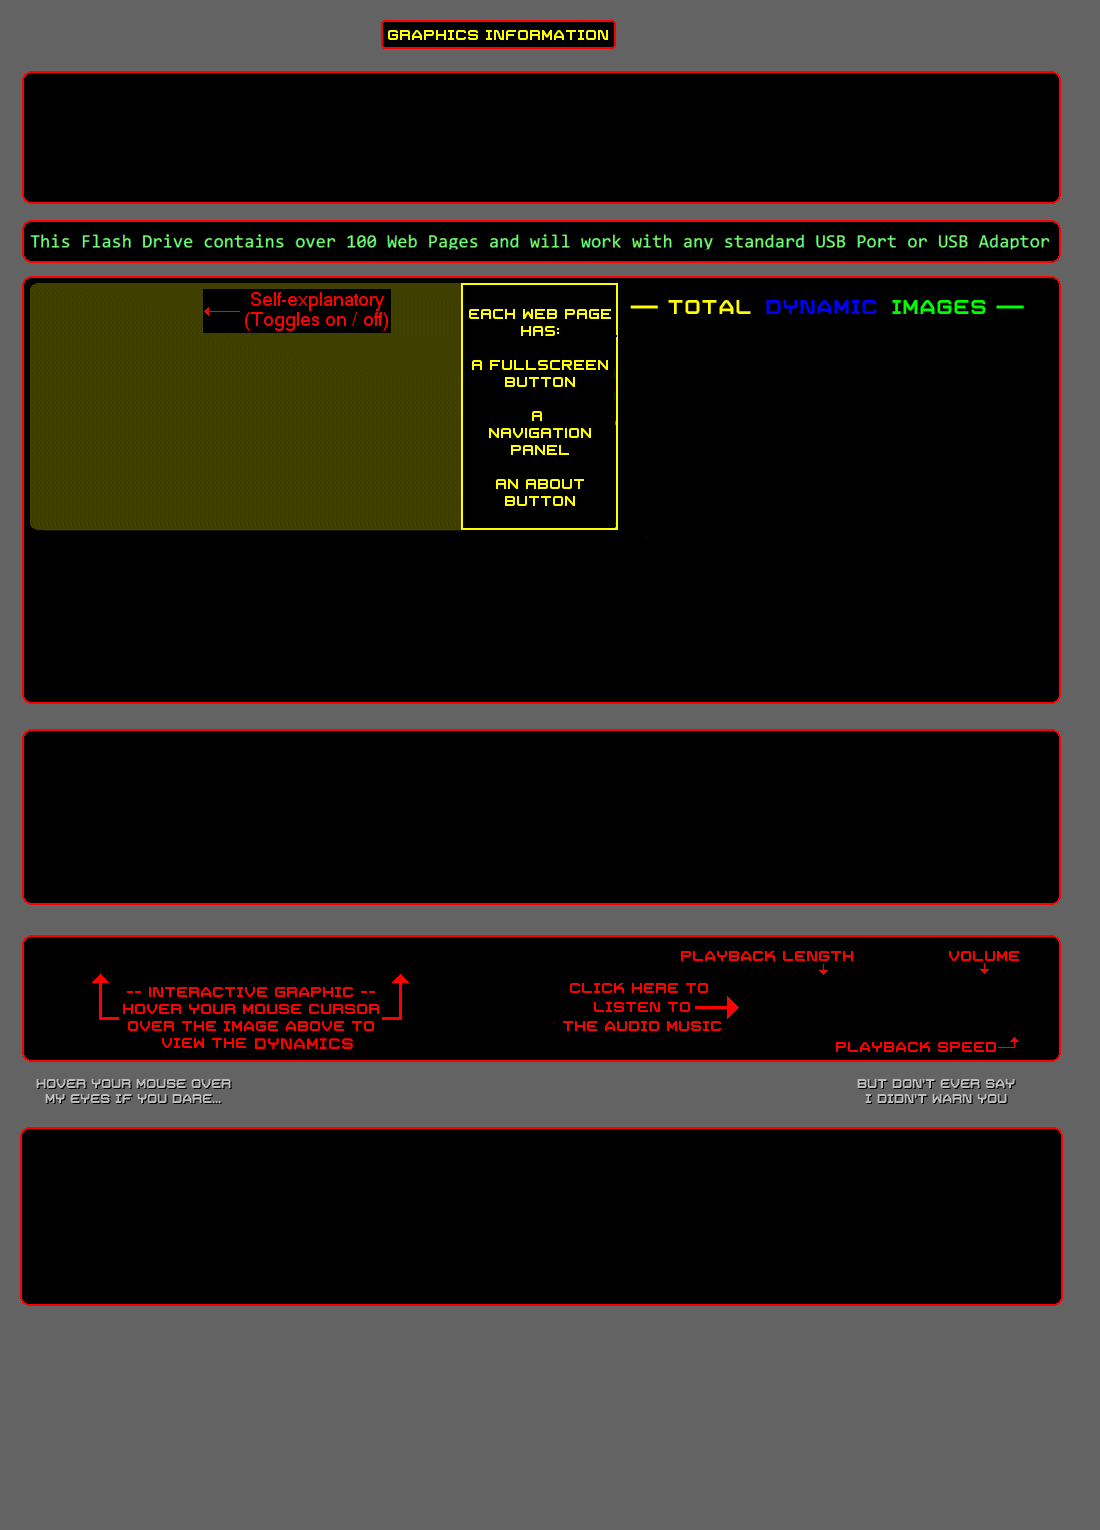 GRAPHICS INFORMATION
This Flash Drive contains over 100 Web Pages and will work with any standard USB Port or USB Adaptor
Self-explanatory
(Toggles on / off)
EACH WEB PAGE
HAS:
A FULLSCREEN
BUTTON
A
NAVIGATION
PANEL
AN ABOUT
BUTTON
— TOTAL DYNAMIC IMAGES —
-- INTERACTIVE GRAPHIC --
HOVER YOUR MOUSE CURSOR
OVER THE IMAGE ABOVE TO
VIEW THE DYNAMICS
CLICK HERE TO
LISTEN TO
THE AUDIO MUSIC
PLAYBACK LENGTH
VOLUME
PLAYBACK SPEED
HOVER YOUR MOUSE OVER
MY EYES IF YOU DARE...
BUT DON'T EVER SAY
I DIDN'T WARN YOU